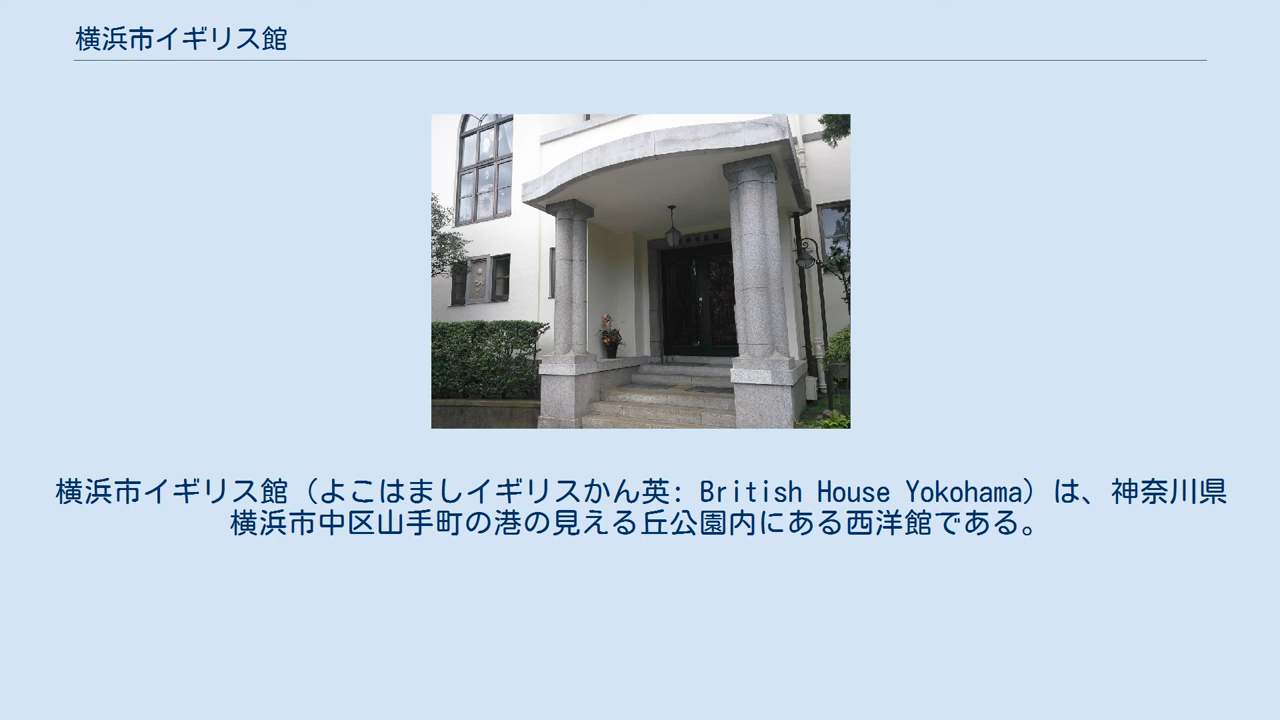 横浜市イギリス館
横浜市イギリス館（よこはましイギリスかん英: British House Yokohama）は、神奈川県
横浜市中区山手町の港の見える丘公園内にある西洋館である。